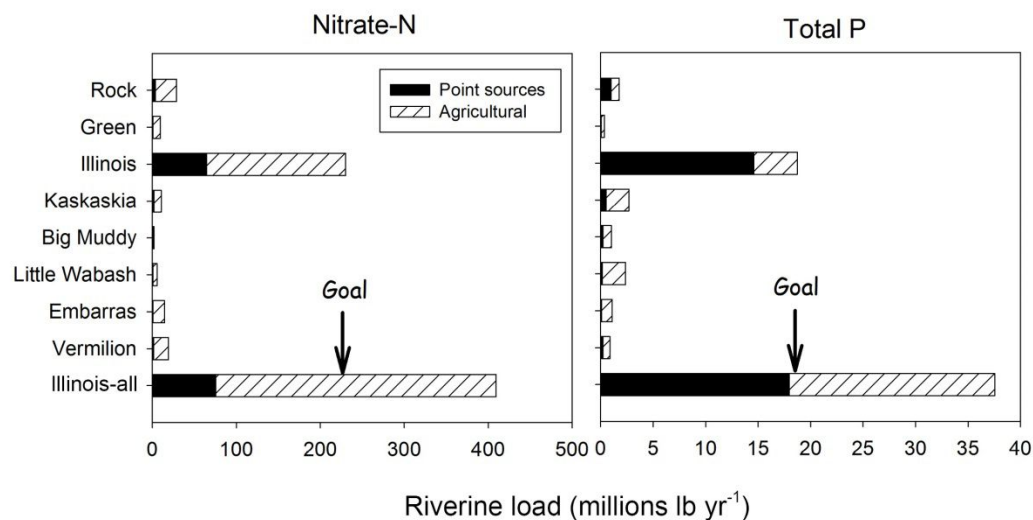 Nitrate-N
Total P
Point sources
Agricultural
Rock
Green
Illinois
Kaskaskia
Big Muddy
Little Wabash
Embarras
Vermilion
Illinois-all
Goal
Goal
0 100 200 300 400 500
0 5 10 15 20 25 30 35 40
Riverine load (millions lb yr⁻¹)